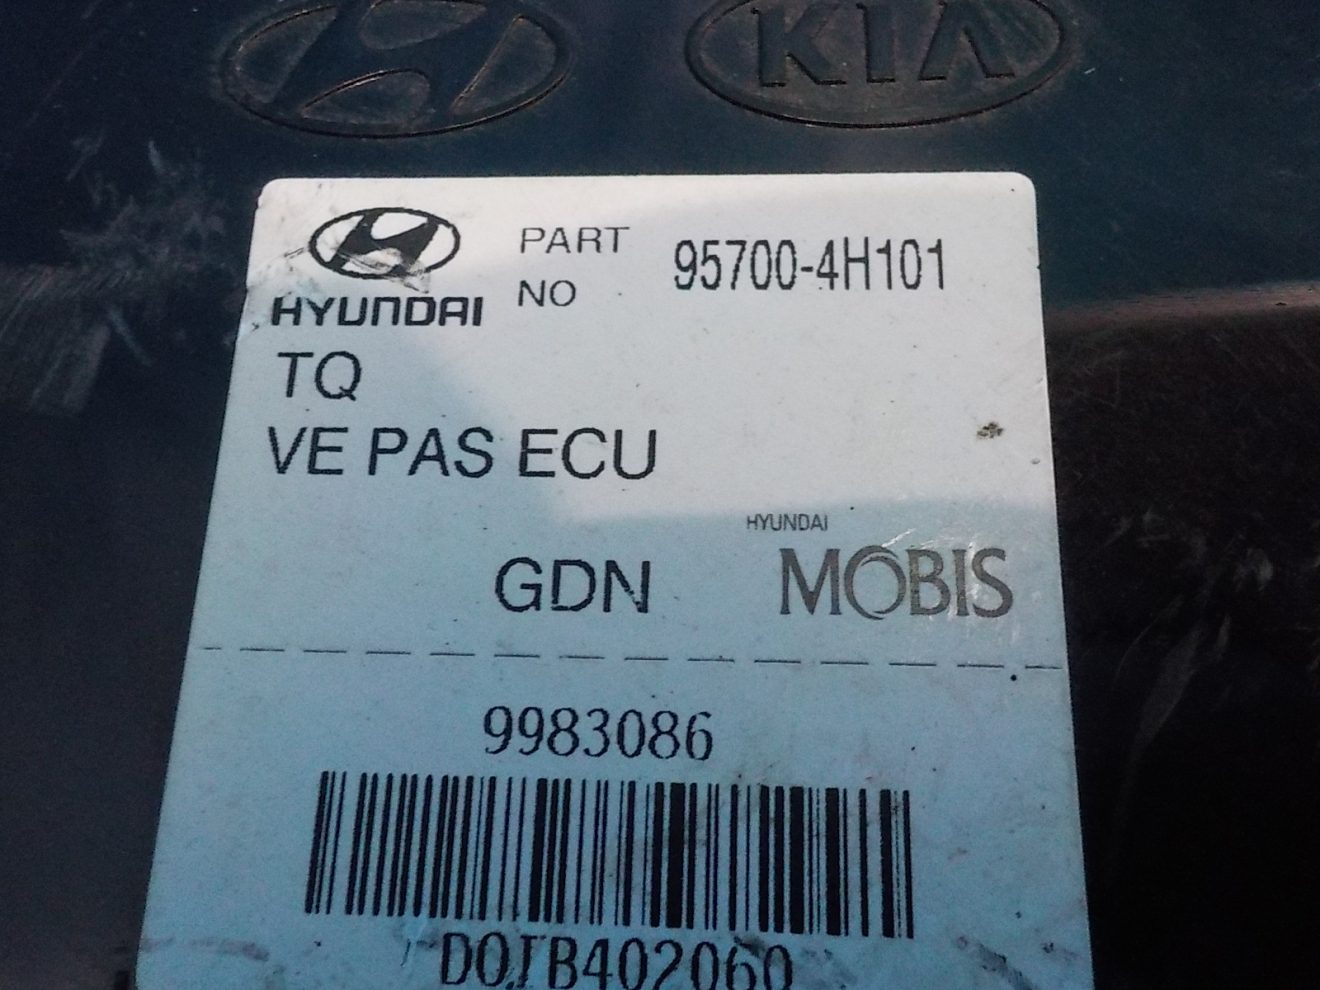 KIA
PART
NO
95700-4H101
HYUNDAI
TQ
VE PAS ECU
HYUNDAI
GDN
MOBIS
9983086